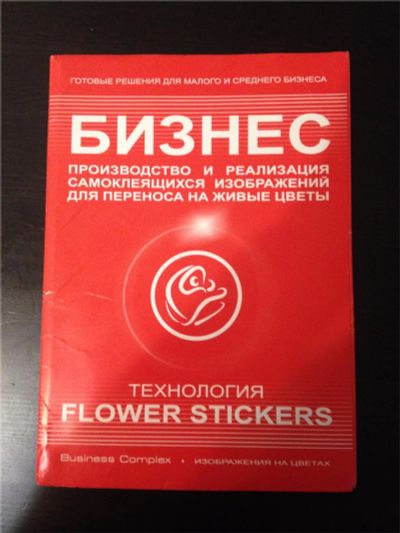 ГОТОВЫЕ РЕШЕНИЯ ДЛЯ МАЛОГО И СРЕДНЕГО БИЗНЕСА
БИЗНЕС
ПРОИЗВОДСТВО И РЕАЛИЗАЦИЯ
САМОКЛЕЯЩИХСЯ ИЗОБРАЖЕНИЙ
ДЛЯ ПЕРЕНОСА НА ЖИВЫЕ ЦВЕТЫ
ТЕХНОЛОГИЯ
FLOWER STICKERS
Business Complex • ИЗОБРАЖЕНИЯ НА ЦВЕТАХ